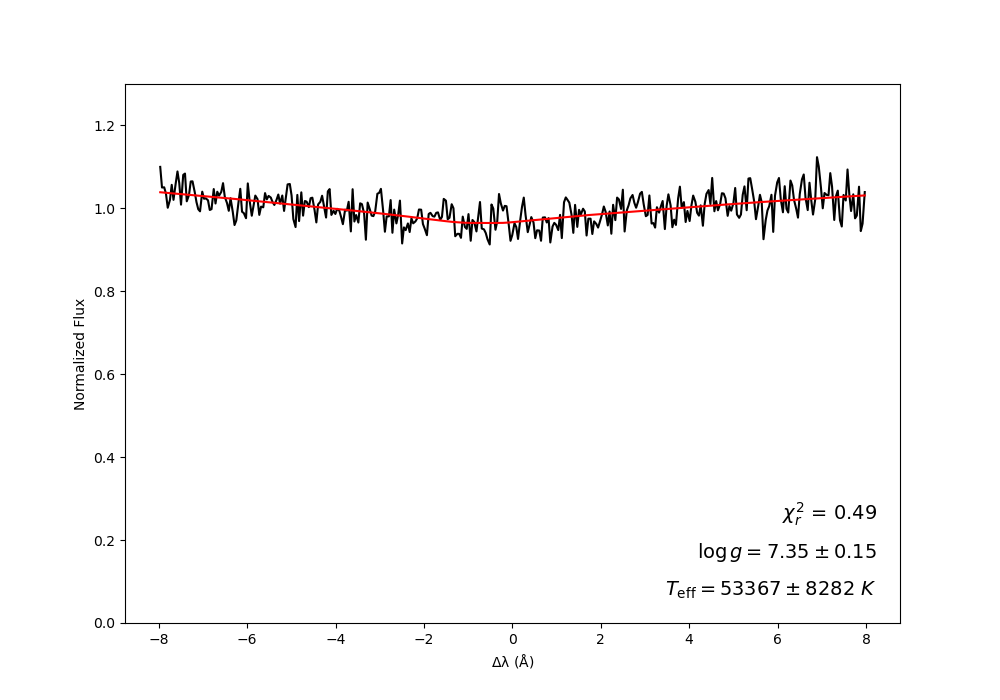 1.2
1.0
0.8
0.6
0.4
0.2
0.0
Normalized Flux
χ²ᵣ = 0.49
log g = 7.35 ± 0.15
T_eff = 53367 ± 8282 K
−8 −6 −4 −2 0 2 4 6 8
Δλ (Å)